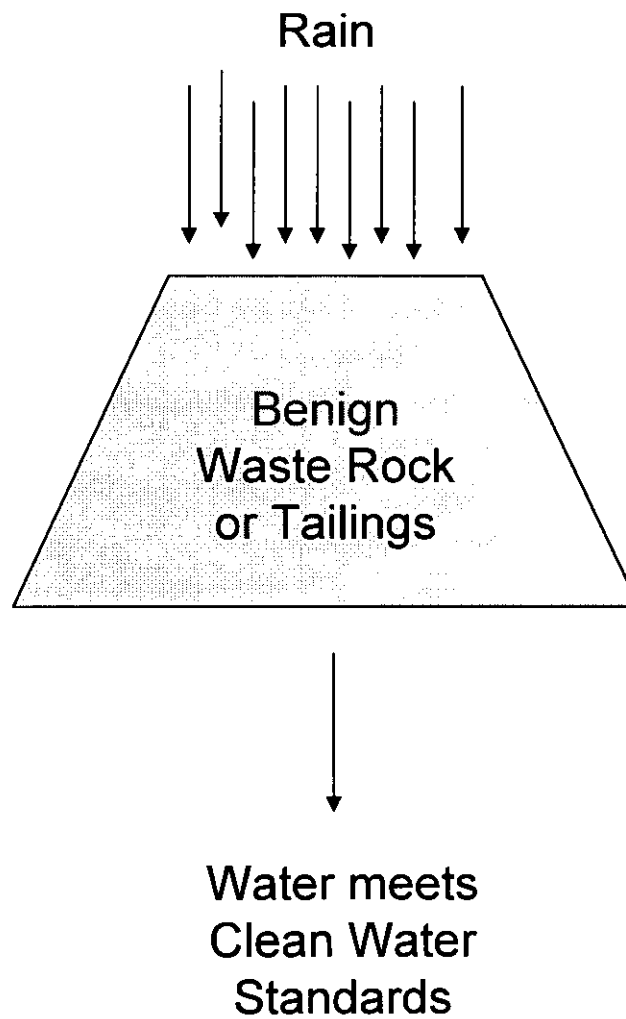 Rain
Benign
Waste Rock
or Tailings
Water meets
Clean Water
Standards